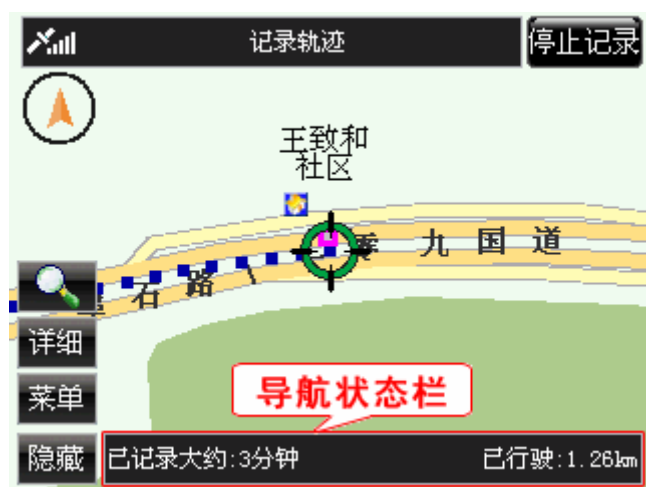 记录轨迹
停止记录
王致和
社区
零九国道
石路
详细
菜单
导航状态栏
隐藏
已记录大约:3分钟
已行驶:1.26km